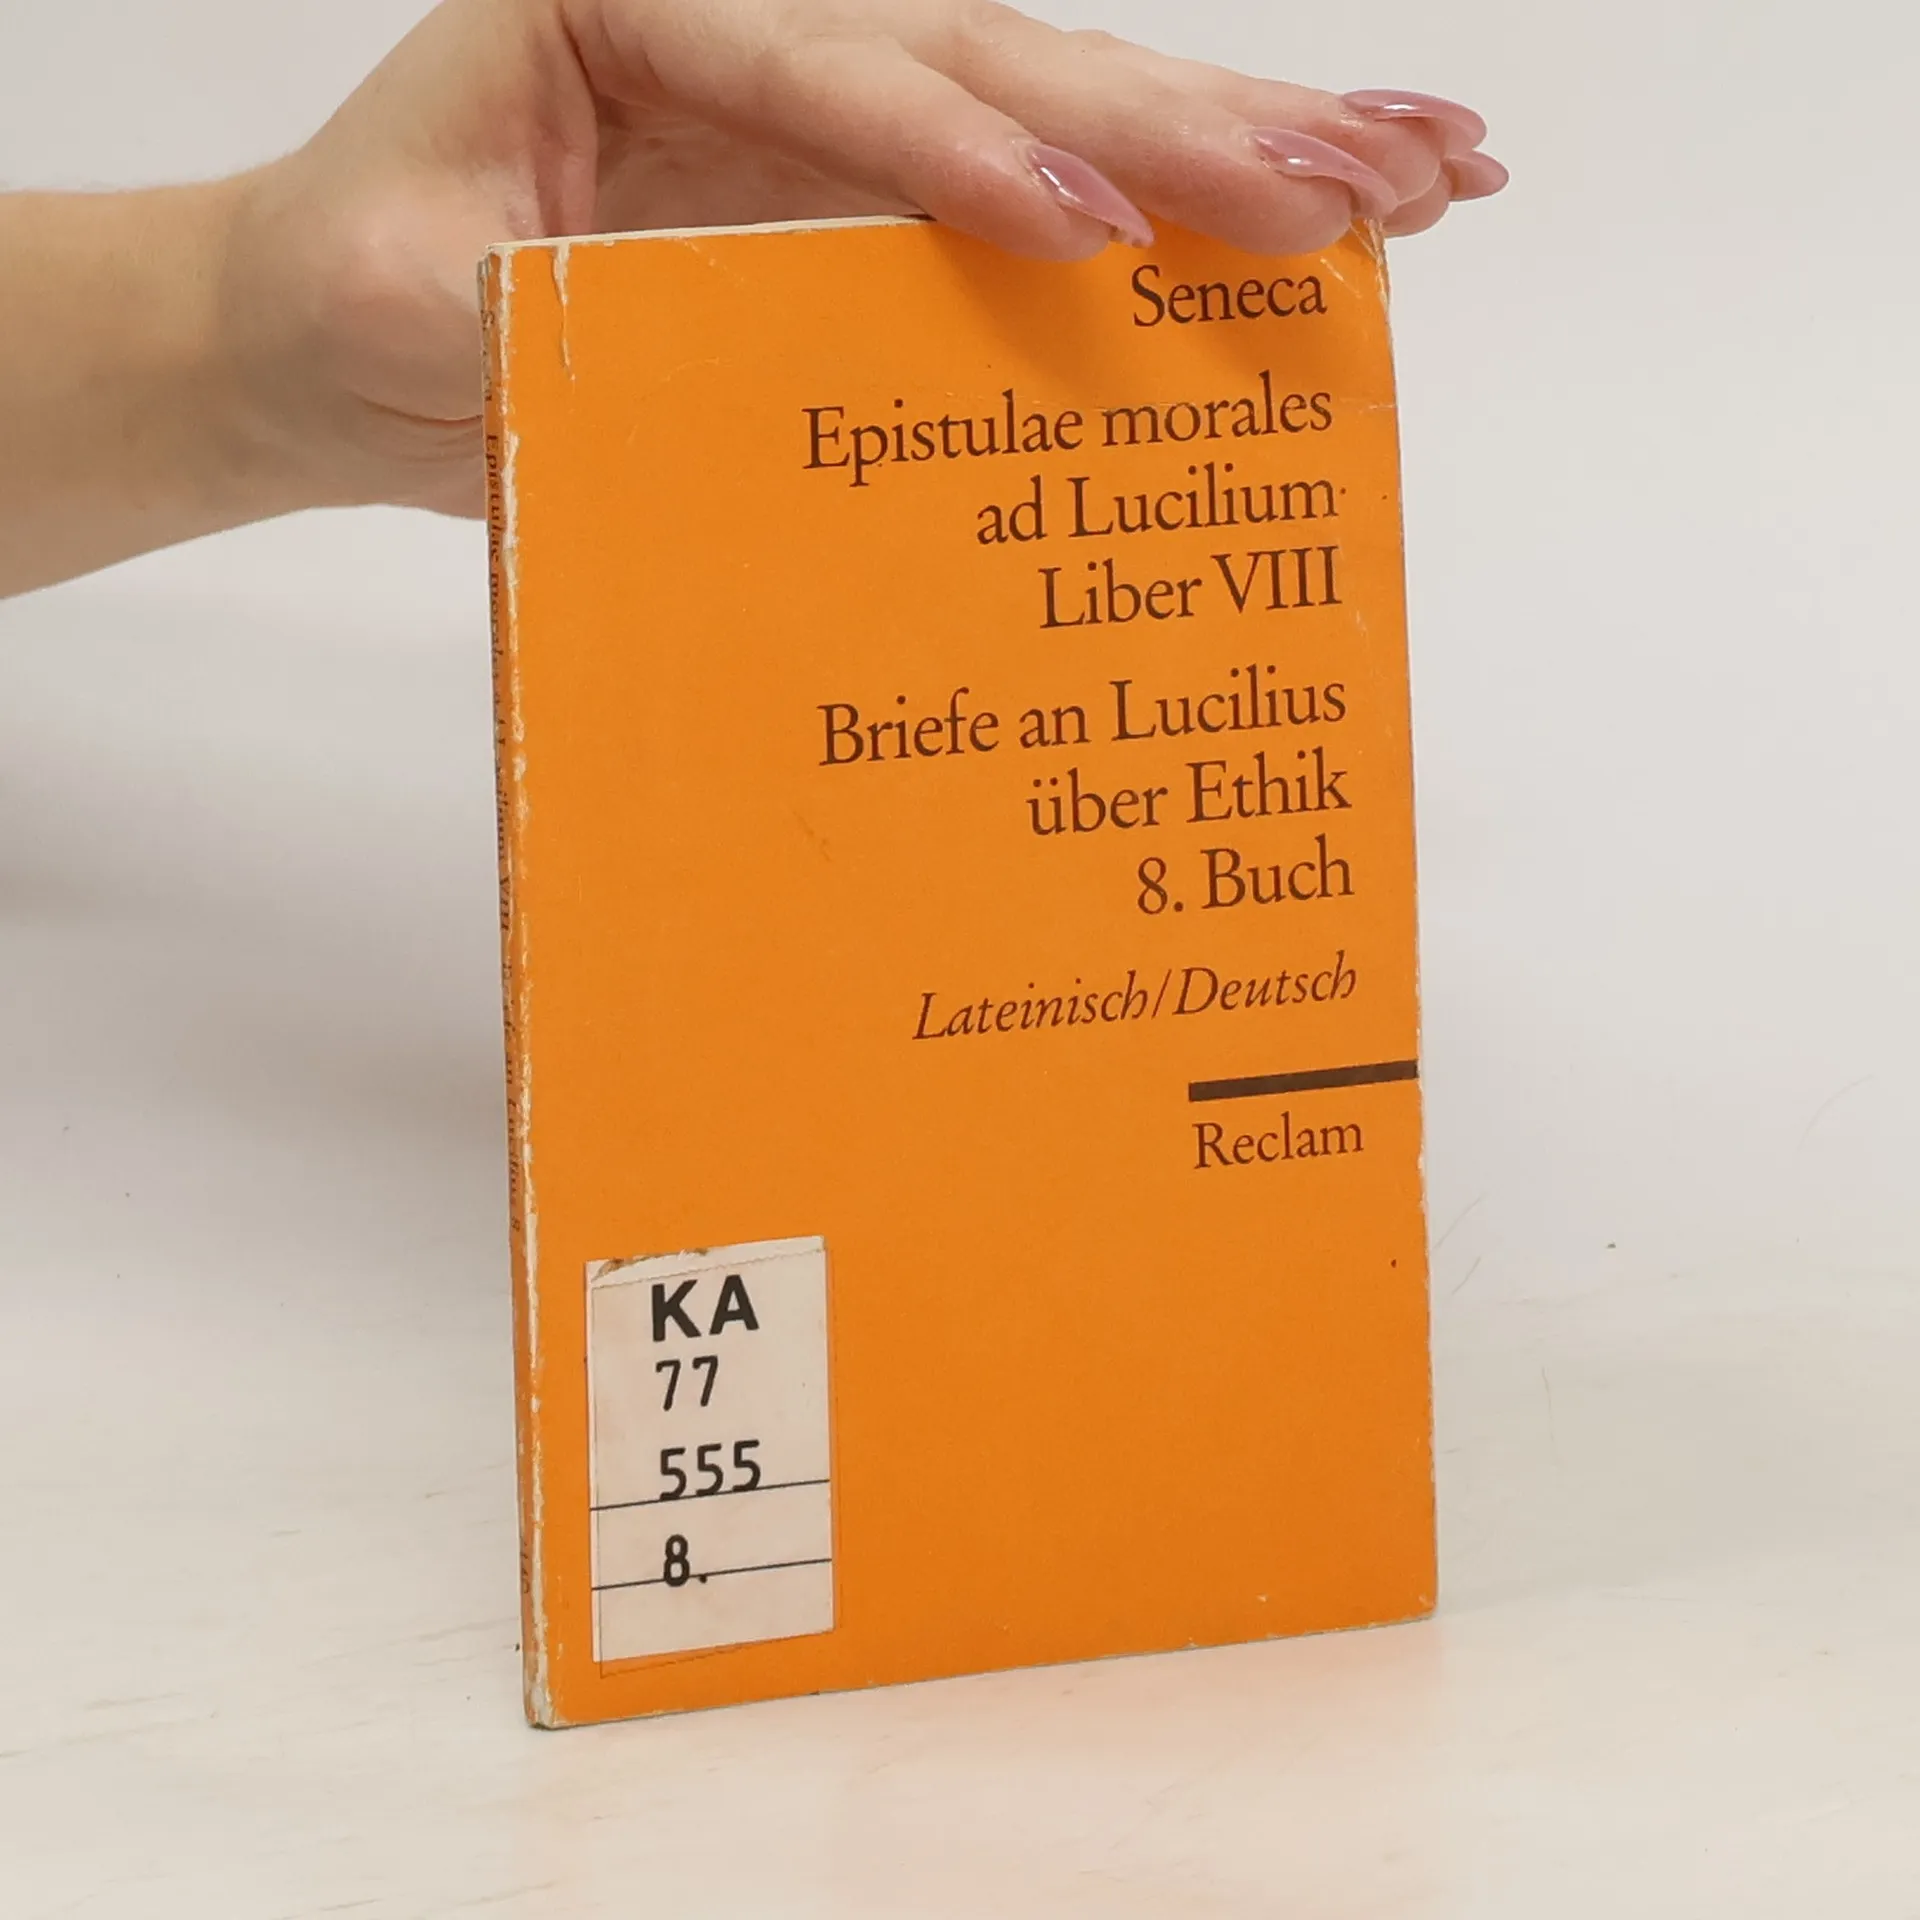 Seneca
Epistulae morales
ad Lucilium
Liber VIII
Briefe an Lucilius
über Ethik
8. Buch
Lateinisch/Deutsch
Reclam
KA
77
555
8.